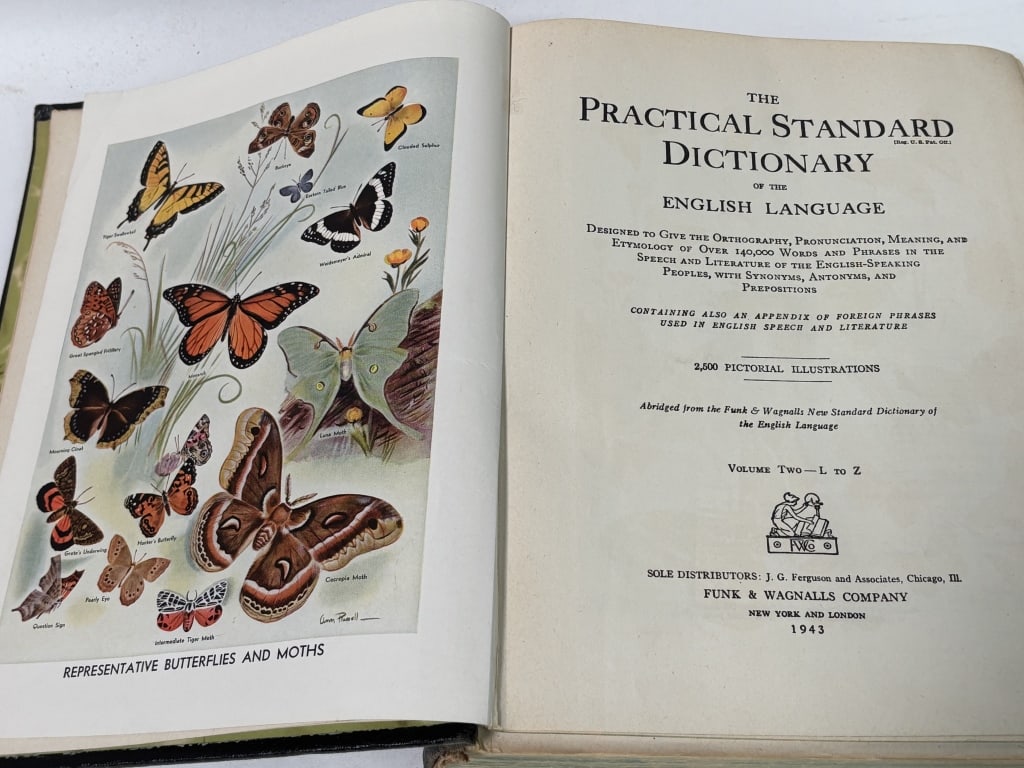 Clouded Sulphur
Buckeye
Eastern Tailed Blue
Tiger Swallowtail
Weidemeyer's Admiral
Great Spangled Fritillary
Monarch
Luna Moth
Mourning Cloak
Hunter's Butterfly
Grote's Underwing
Cecropia Moth
Pearly Eye
Question Sign
Intermediate Tiger Moth
REPRESENTATIVE BUTTERFLIES AND MOTHS
THE
PRACTICAL STANDARD
(Reg. U. S. Pat. Off.)
DICTIONARY
OF THE
ENGLISH LANGUAGE
DESIGNED TO GIVE THE ORTHOGRAPHY, PRONUNCIATION, MEANING, AND
ETYMOLOGY OF OVER 140,000 WORDS AND PHRASES IN THE
SPEECH AND LITERATURE OF THE ENGLISH-SPEAKING
PEOPLES, WITH SYNONYMS, ANTONYMS, AND
PREPOSITIONS
CONTAINING ALSO AN APPENDIX OF FOREIGN PHRASES
USED IN ENGLISH SPEECH AND LITERATURE
2,500 PICTORIAL ILLUSTRATIONS
Abridged from the Funk & Wagnalls New Standard Dictionary of
the English Language
VOLUME TWO—L TO Z
F&WCo
SOLE DISTRIBUTORS: J. G. Ferguson and Associates, Chicago, Ill.
FUNK & WAGNALLS COMPANY
NEW YORK AND LONDON
1943